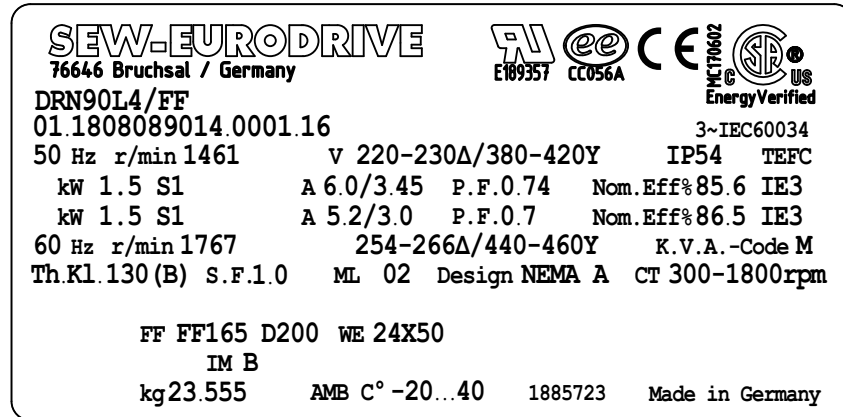 SEW-EURODRIVE
76646 Bruchsal / Germany
E189357 CC056A MC170602 C US ®
EnergyVerified
DRN90L4/FF
01.1808089014.0001.16 3~IEC60034
50 Hz r/min 1461 V 220-230Δ/380-420Y IP54 TEFC
kW 1.5 S1 A 6.0/3.45 P.F.0.74 Nom.Eff%85.6 IE3
kW 1.5 S1 A 5.2/3.0 P.F.0.7 Nom.Eff%86.5 IE3
60 Hz r/min 1767 254-266Δ/440-460Y K.V.A.-Code M
Th.Kl.130(B) S.F.1.0 ML 02 Design NEMA A CT 300-1800rpm
FF FF165 D200 WE 24X50
IM B
kg 23.555 AMB C° -20...40 1885723 Made in Germany